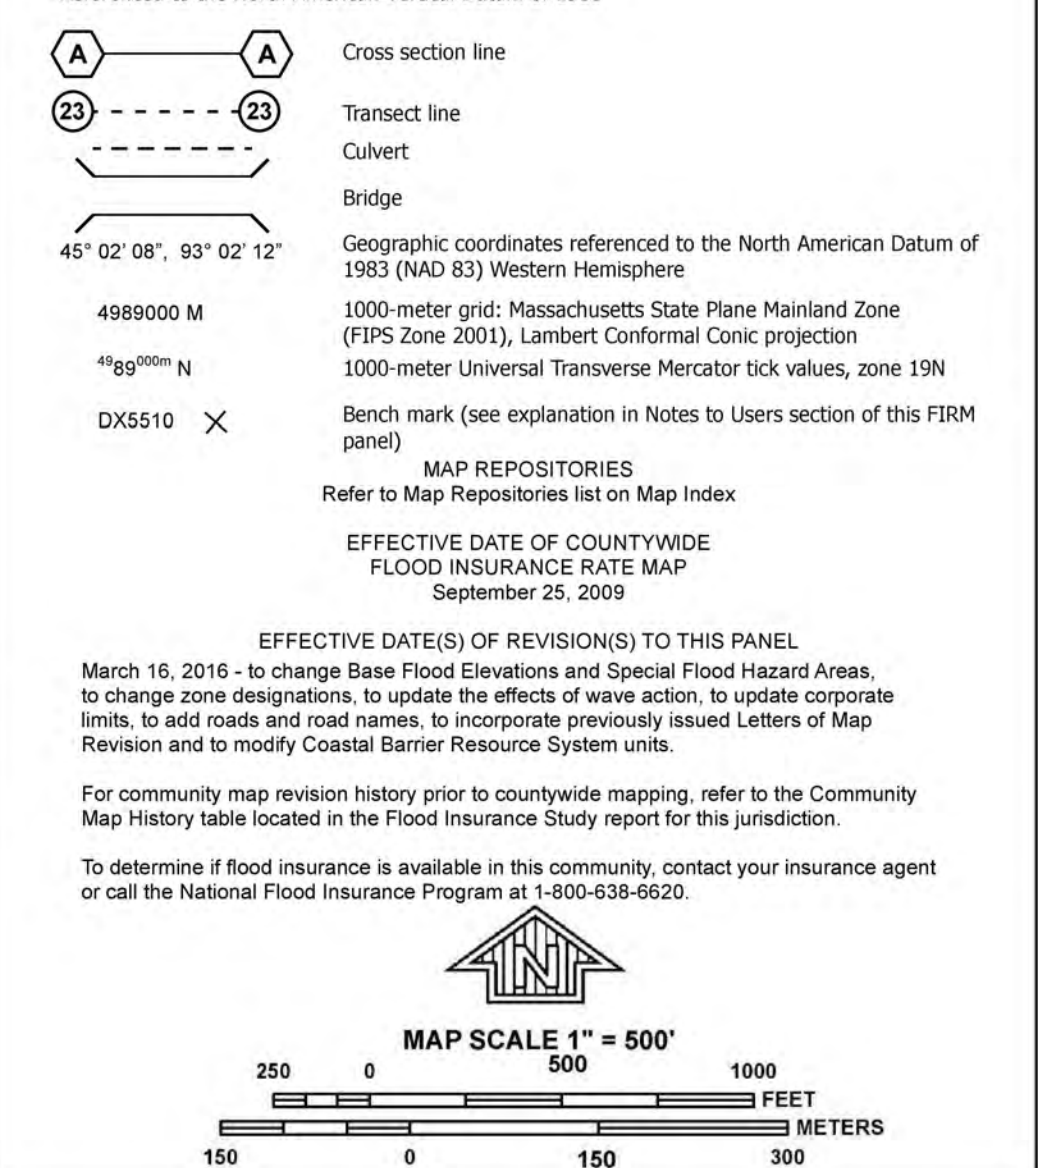 A A Cross section line
23 23 Transect line
Culvert
Bridge
45° 02' 08", 93° 02' 12"
Geographic coordinates referenced to the North American Datum of
1983 (NAD 83) Western Hemisphere
4989000 M
1000-meter grid: Massachusetts State Plane Mainland Zone
(FIPS Zone 2001), Lambert Conformal Conic projection
4989000m N 1000-meter Universal Transverse Mercator tick values, zone 19N
DX5510
Bench mark (see explanation in Notes to Users section of this FIRM
panel)
MAP REPOSITORIES
Refer to Map Repositories list on Map Index
EFFECTIVE DATE OF COUNTYWIDE
FLOOD INSURANCE RATE MAP
September 25, 2009
EFFECTIVE DATE(S) OF REVISION(S) TO THIS PANEL
March 16, 2016 - to change Base Flood Elevations and Special Flood Hazard Areas,
to change zone designations, to update the effects of wave action, to update corporate
limits, to add roads and road names, to incorporate previously issued Letters of Map
Revision and to modify Coastal Barrier Resource System units.
For community map revision history prior to countywide mapping, refer to the Community
Map History table located in the Flood Insurance Study report for this jurisdiction.
To determine if flood insurance is available in this community, contact your insurance agent
or call the National Flood Insurance Program at 1-800-638-6620.
N
MAP SCALE 1" = 500'
250 0 500 1000
FEET
METERS
150 0 150 300